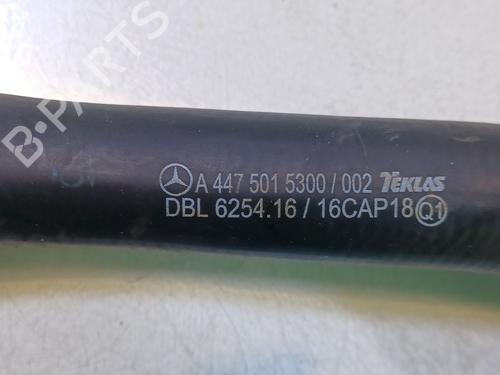 B-PARTS
A 447 501 5300 / 002 TEKLAS
DBL 6254.16 / 16CAP18 Q1